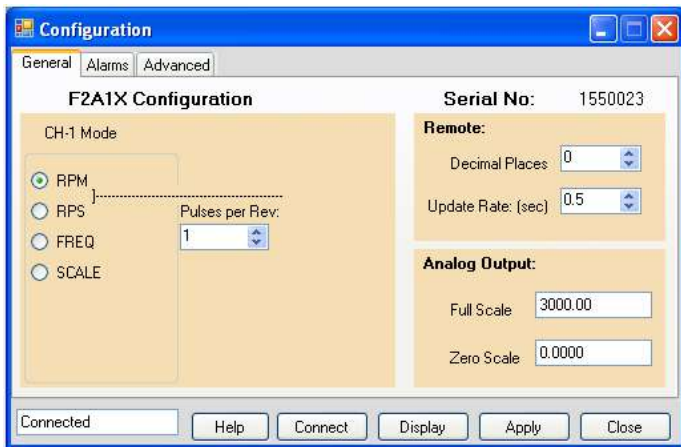 Configuration
General Alarms Advanced
F2A1X Configuration
CH-1 Mode
RPM
RPS
FREQ
SCALE
Pulses per Rev:
1
Serial No: 1550023
Remote:
Decimal Places 0
Update Rate: (sec) 0.5
Analog Output:
Full Scale 3000.00
Zero Scale 0.0000
Connected Help Connect Display Apply Close